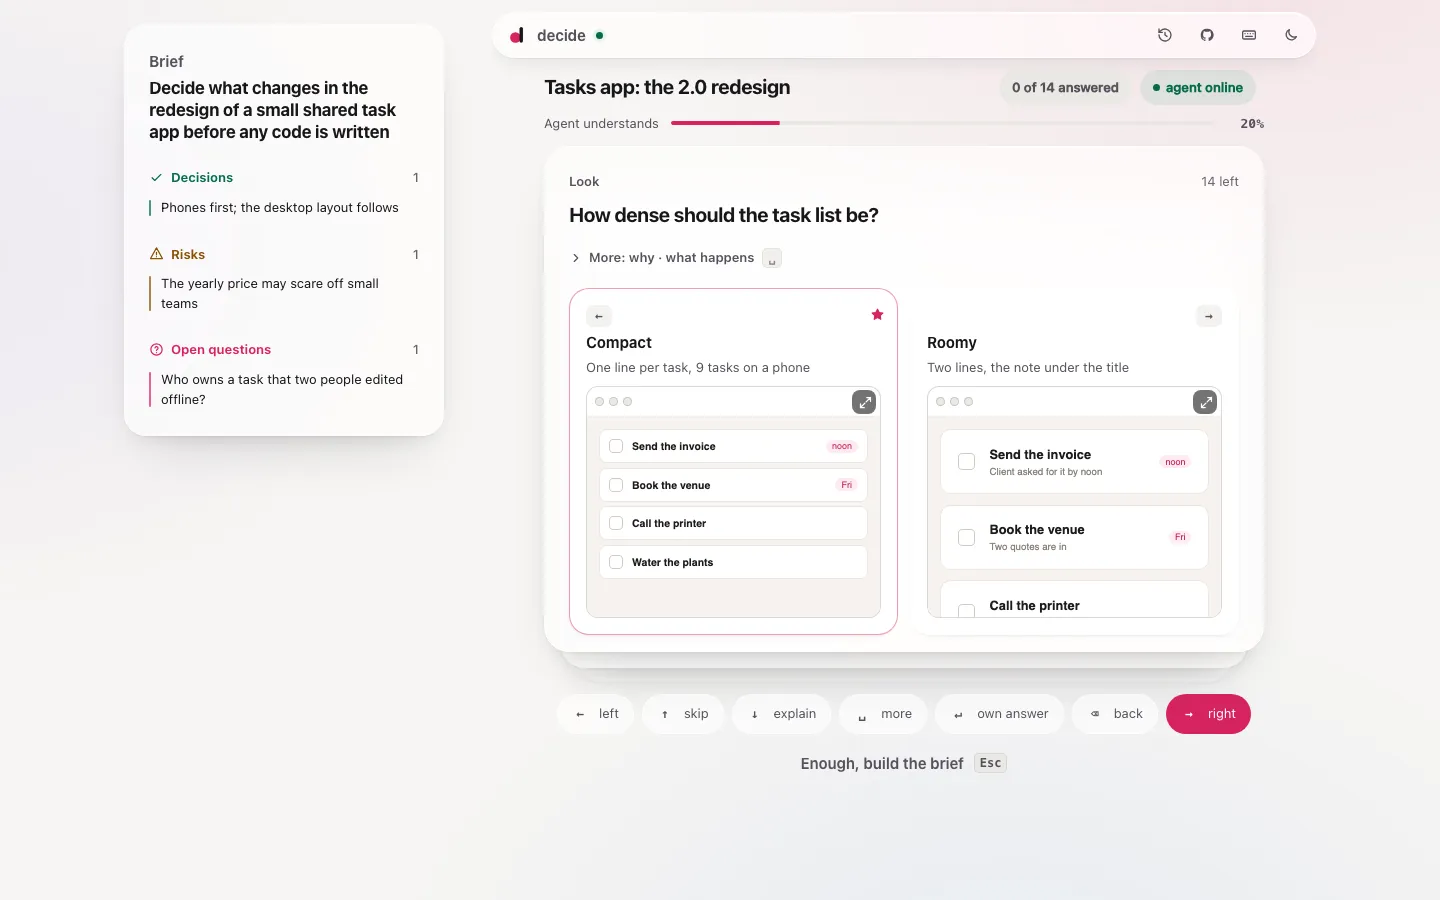 Brief
Decide what changes in the
redesign of a small shared task
app before any code is written
Decisions 1
Phones first; the desktop layout follows
Risks 1
The yearly price may scare off small
teams
Open questions 1
Who owns a task that two people edited
offline?
decide
Tasks app: the 2.0 redesign
0 of 14 answered
agent online
Agent understands
20%
Look
14 left
How dense should the task list be?
More: why · what happens ␣
←
Compact
One line per task, 9 tasks on a phone
Send the invoice noon
Book the venue Fri
Call the printer
Water the plants
→
Roomy
Two lines, the note under the title
Send the invoice
Client asked for it by noon
noon
Book the venue
Two quotes are in
Fri
Call the printer
← left
↑ skip
↓ explain
␣ more
↵ own answer
⌫ back
→ right
Enough, build the brief Esc